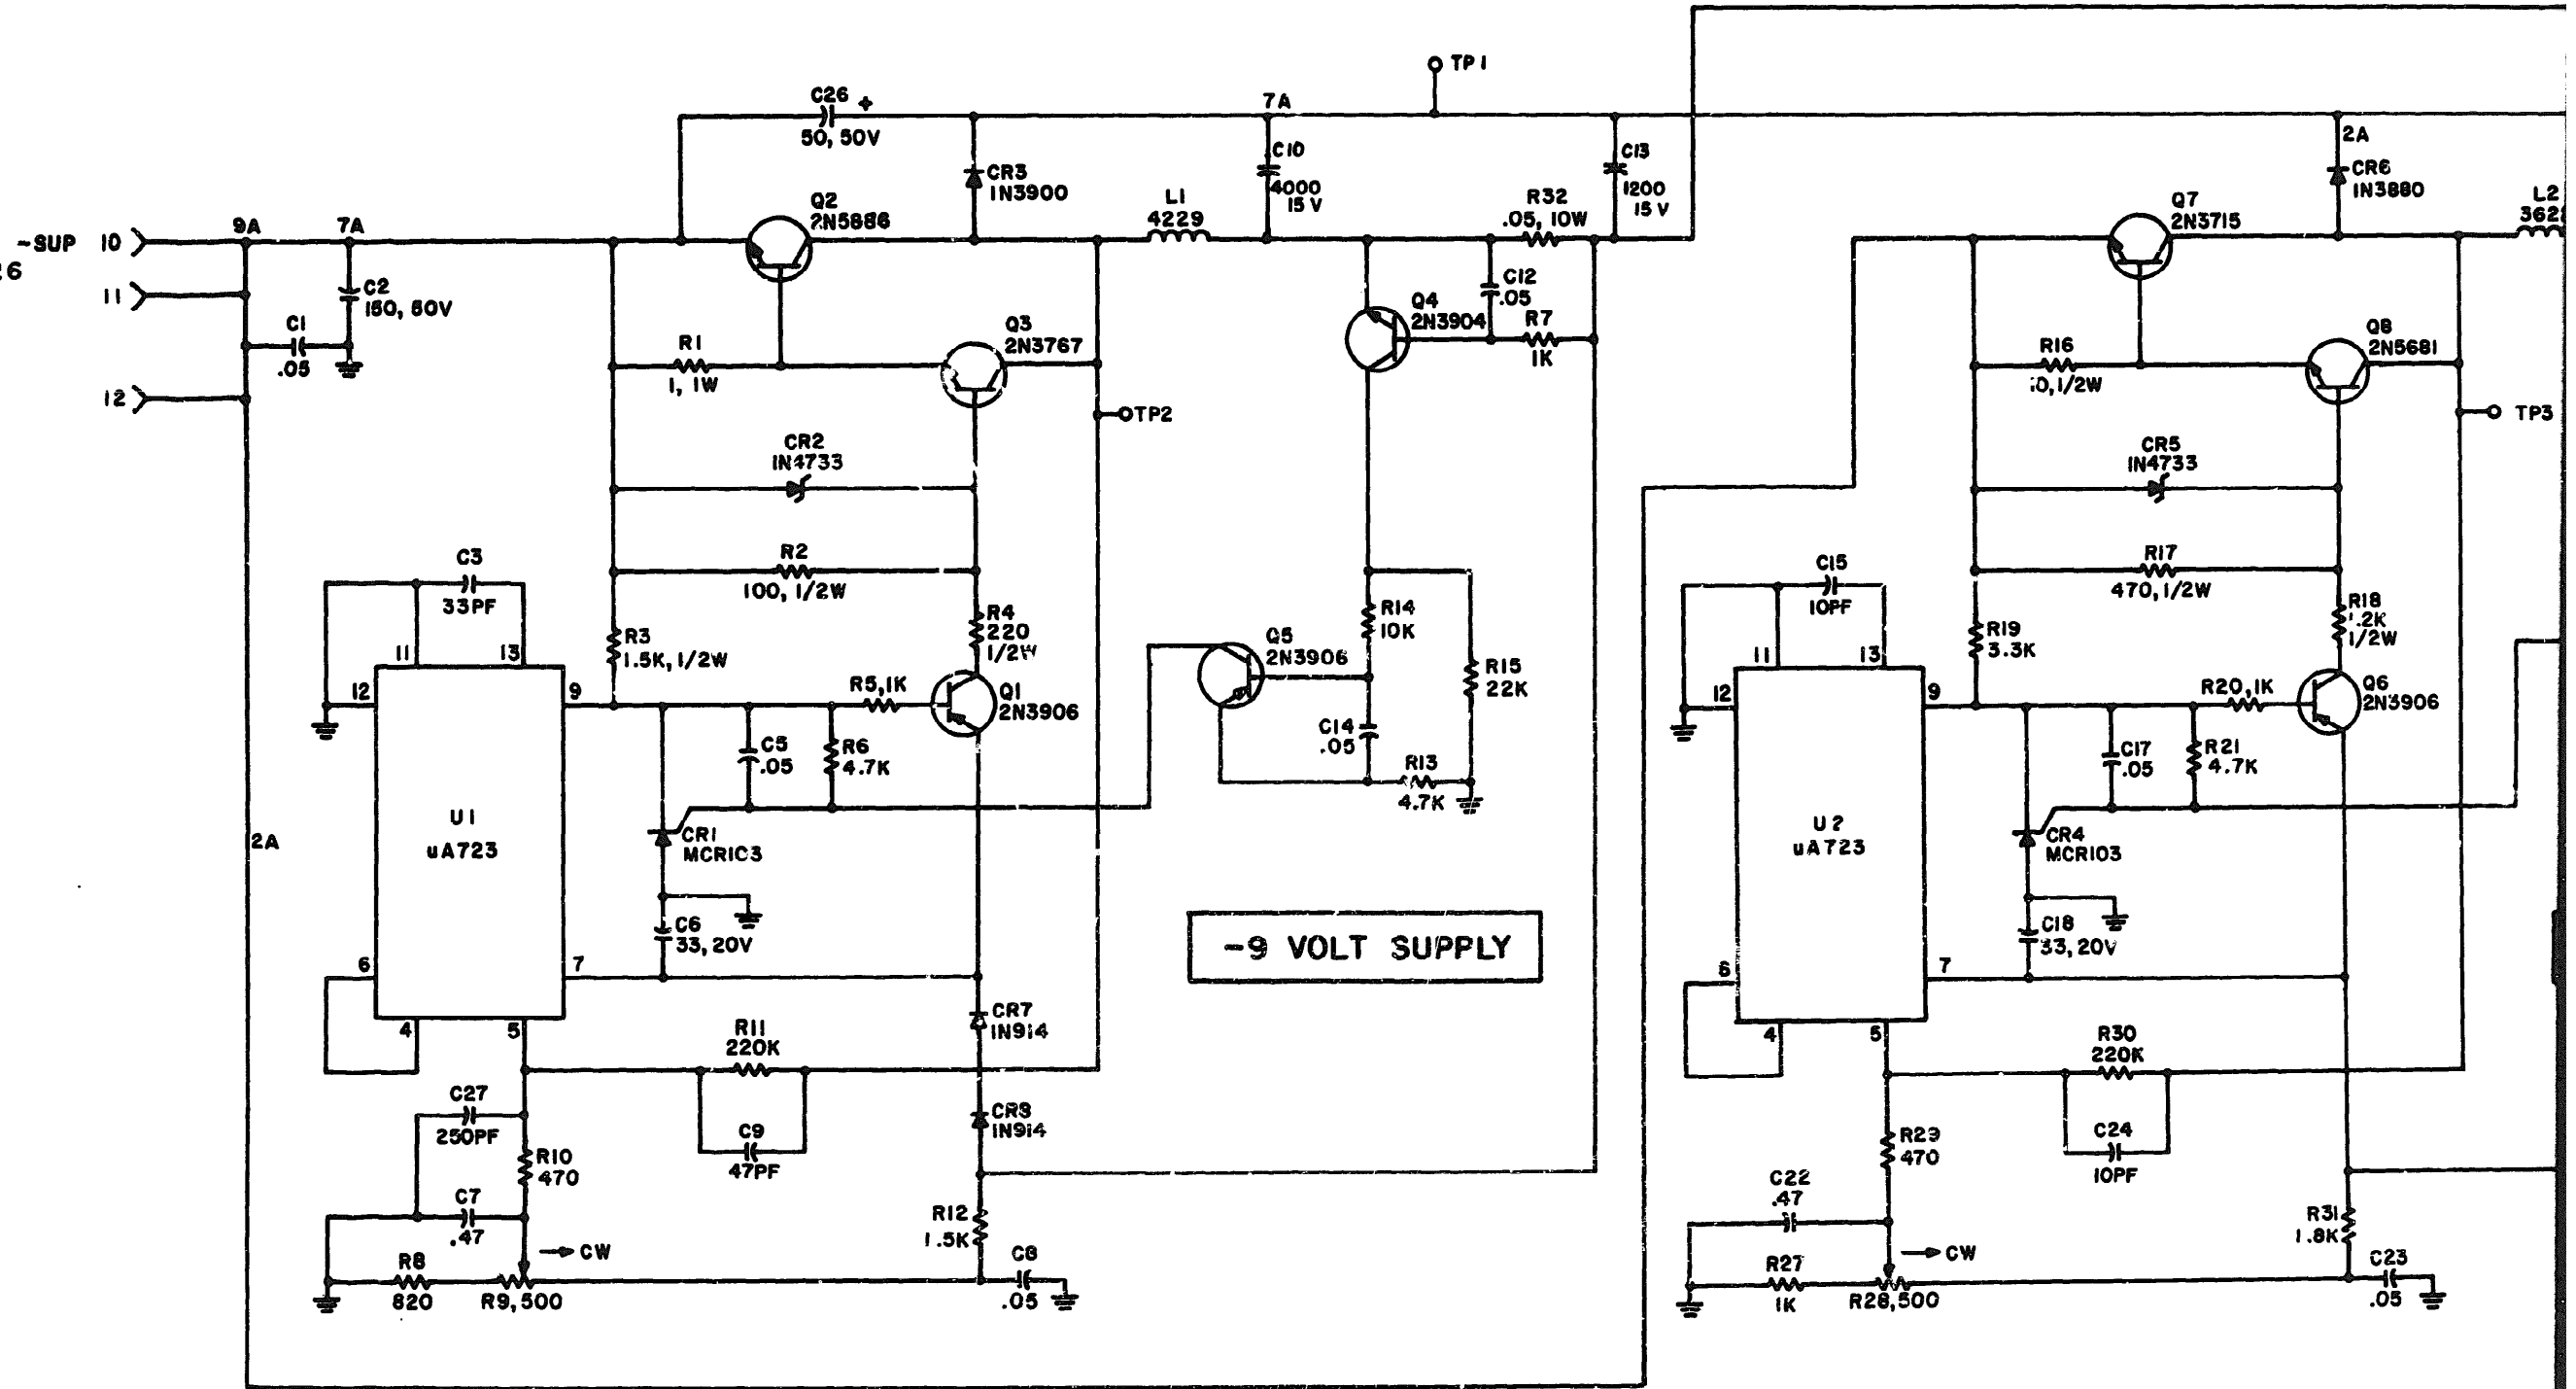 TP1
C26 +
50, 50V
7A
CR3
1N3900
C10
4000
15 V
C13
1200
15 V
R32
.05, 10W
2A
CR6
1N3880
~SUP 10
26
9A
7A
Q2
2N5886
L1
4229
Q7
2N3715
L2
11
C2
150, 50V
C1
.05
12
R1
1, 1W
Q3
2N3767
TP2
Q4
2N3904
C12
.05
R7
1K
R16
10, 1/2W
Q8
2N5681
TP3
CR2
1N4733
CR5
1N4733
C3
33PF
R2
100, 1/2W
R3
1.5K, 1/2W
R4
220
1/2W
R14
10K
Q5
2N3906
R15
22K
C15
10PF
R17
470, 1/2W
R19
3.3K
R18
1.2K
1/2W
11
13
12
9
R5, 1K
Q1
2N3906
C5
.05
R6
4.7K
C14
.05
R13
4.7K
11
13
12
9
R20, 1K
Q6
2N3906
C17
.05
R21
4.7K
U1
uA723
2A
CR1
MCR103
C6
33, 20V
U2
uA723
CR4
MCR103
C18
33, 20V
-9 VOLT SUPPLY
6
7
4
5
6
7
4
5
R11
220K
CR7
1N914
R30
220K
C27
250PF
C9
47PF
CR8
1N914
R10
470
C24
10PF
R29
470
C7
.47
C22
.47
R12
1.5K
R31
1.8K
CW
R8
820
R9, 500
C8
.05
CW
R27
1K
R28, 500
C23
.05